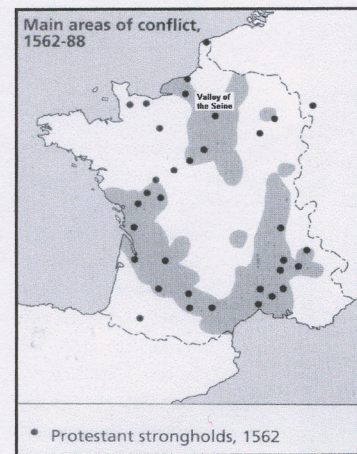 Main areas of conflict,
1562-88
Valley of
the Seine
Protestant strongholds, 1562